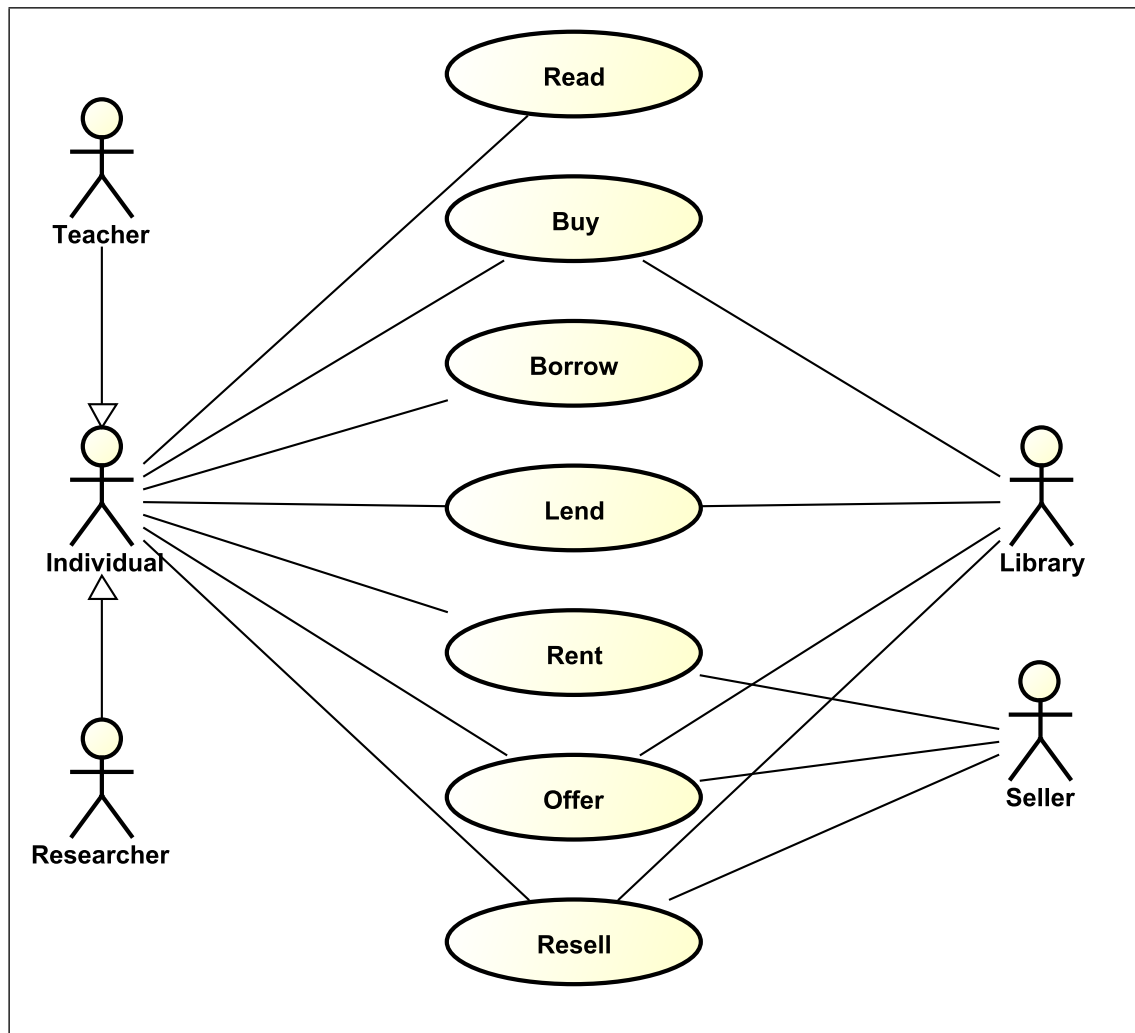 Read
Teacher
Buy
Borrow
Lend
Individual
Library
Rent
Offer
Seller
Researcher
Resell